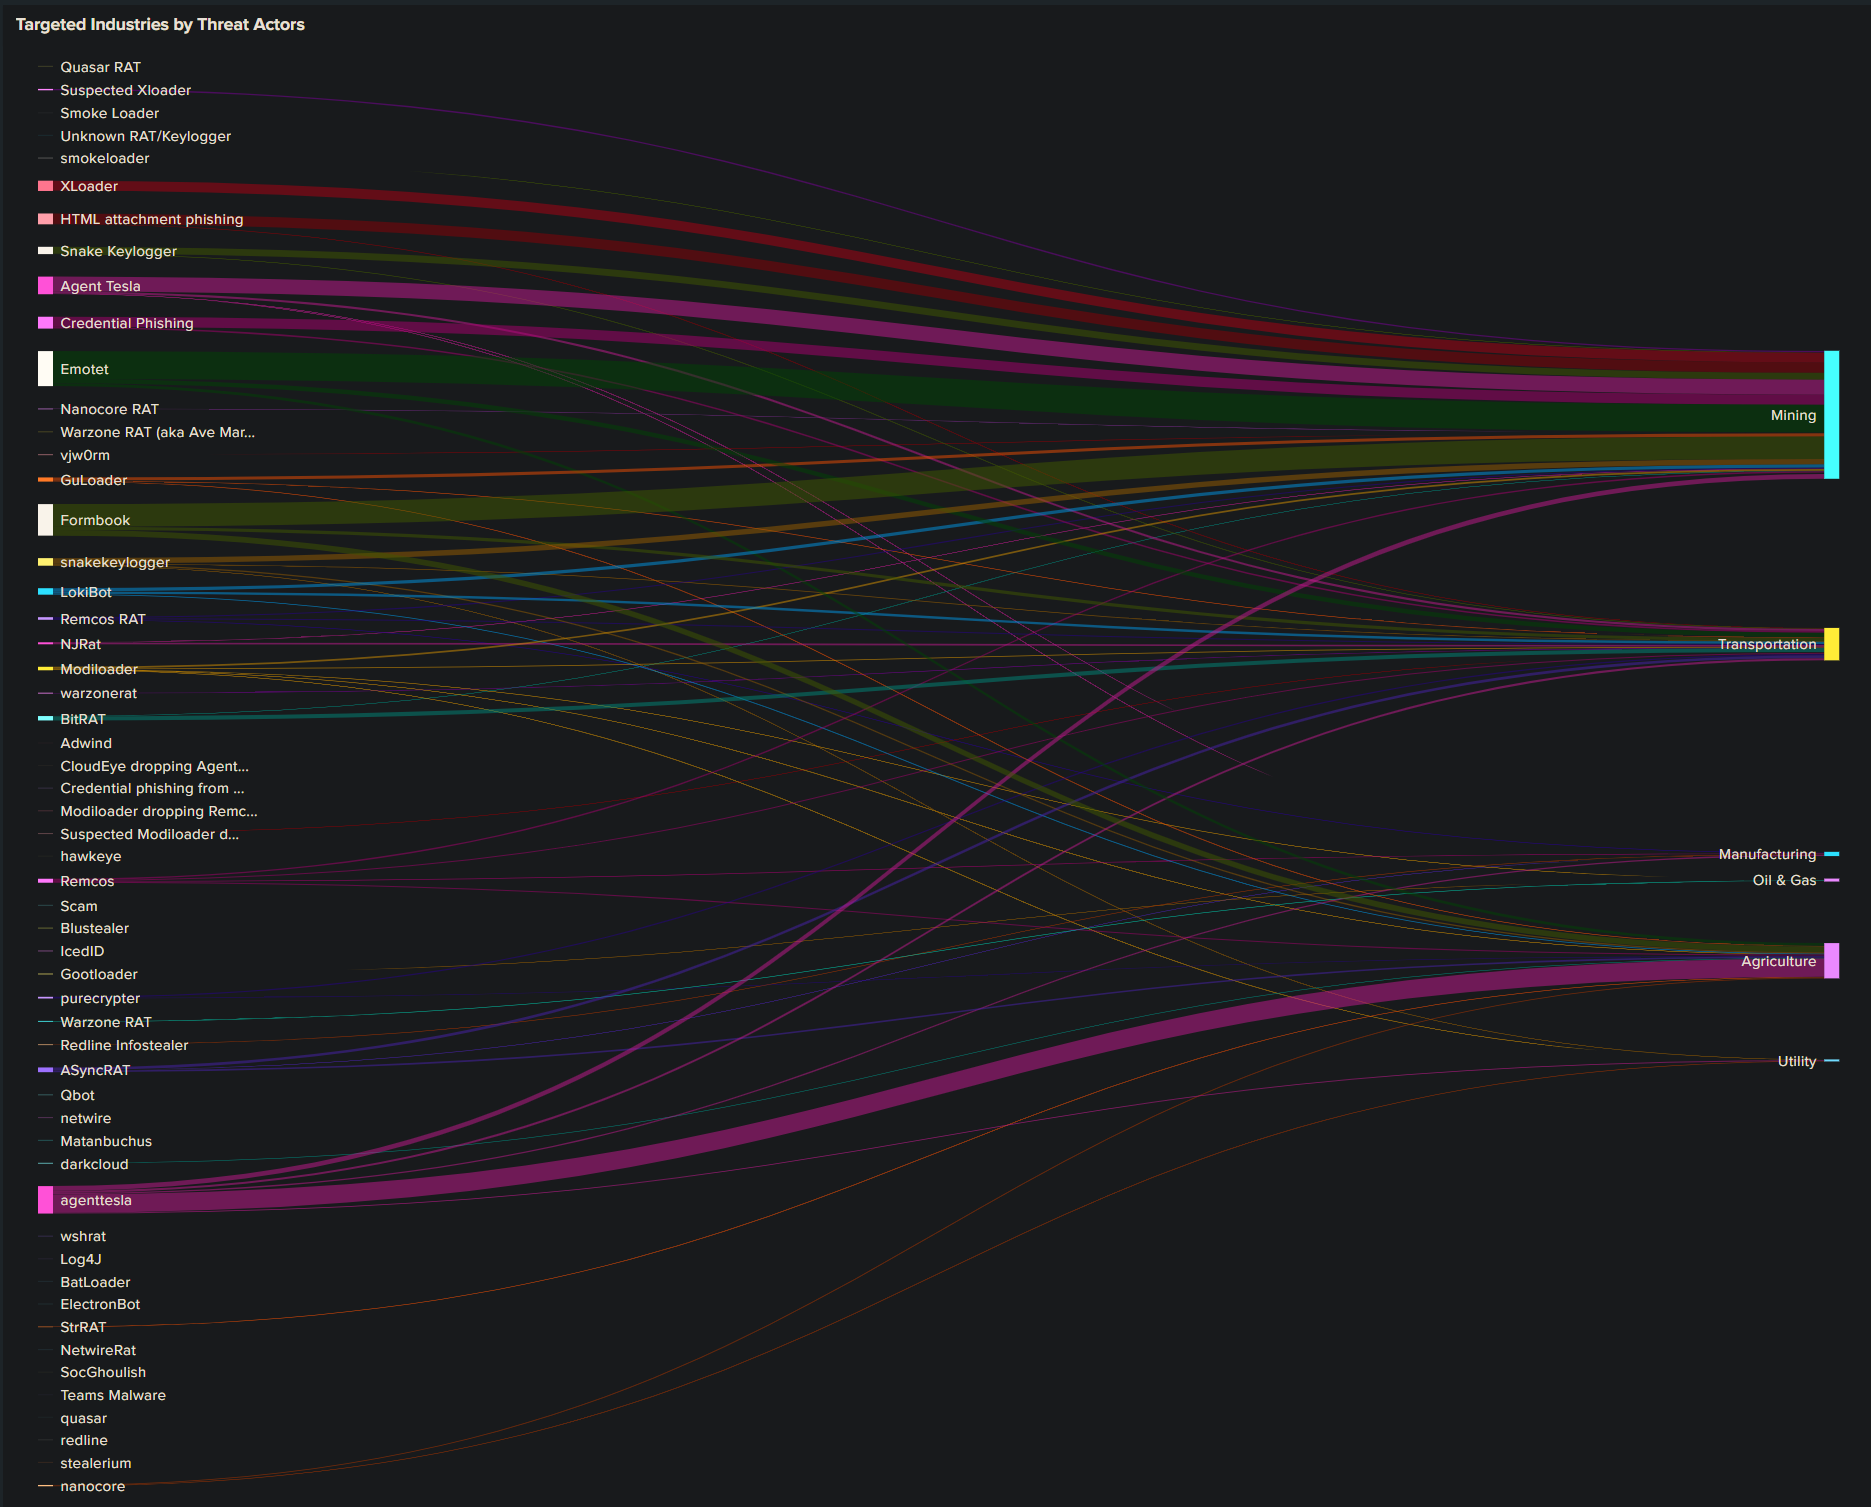 Targeted Industries by Threat Actors
Quasar RAT
Suspected Xloader
Smoke Loader
Unknown RAT/Keylogger
smokeloader
XLoader
HTML attachment phishing
Snake Keylogger
Agent Tesla
Credential Phishing
Emotet
Nanocore RAT
Warzone RAT (aka Ave Mar...
vjw0rm
GuLoader
Formbook
snakekeylogger
LokiBot
Remcos RAT
NJRat
Modiloader
warzonerat
BitRAT
Adwind
CloudEye dropping Agent...
Credential phishing from ...
Modiloader dropping Remc...
Suspected Modiloader d...
hawkeye
Remcos
Scam
Blustealer
IcedID
Gootloader
purecrypter
Warzone RAT
Redline Infostealer
ASyncRAT
Qbot
netwire
Matanbuchus
darkcloud
agenttesla
wshrat
Log4J
BatLoader
ElectronBot
StrRAT
NetwireRat
SocGhoulish
Teams Malware
quasar
redline
stealerium
nanocore
Mining
Transportation
Manufacturing
Oil & Gas
Agriculture
Utility